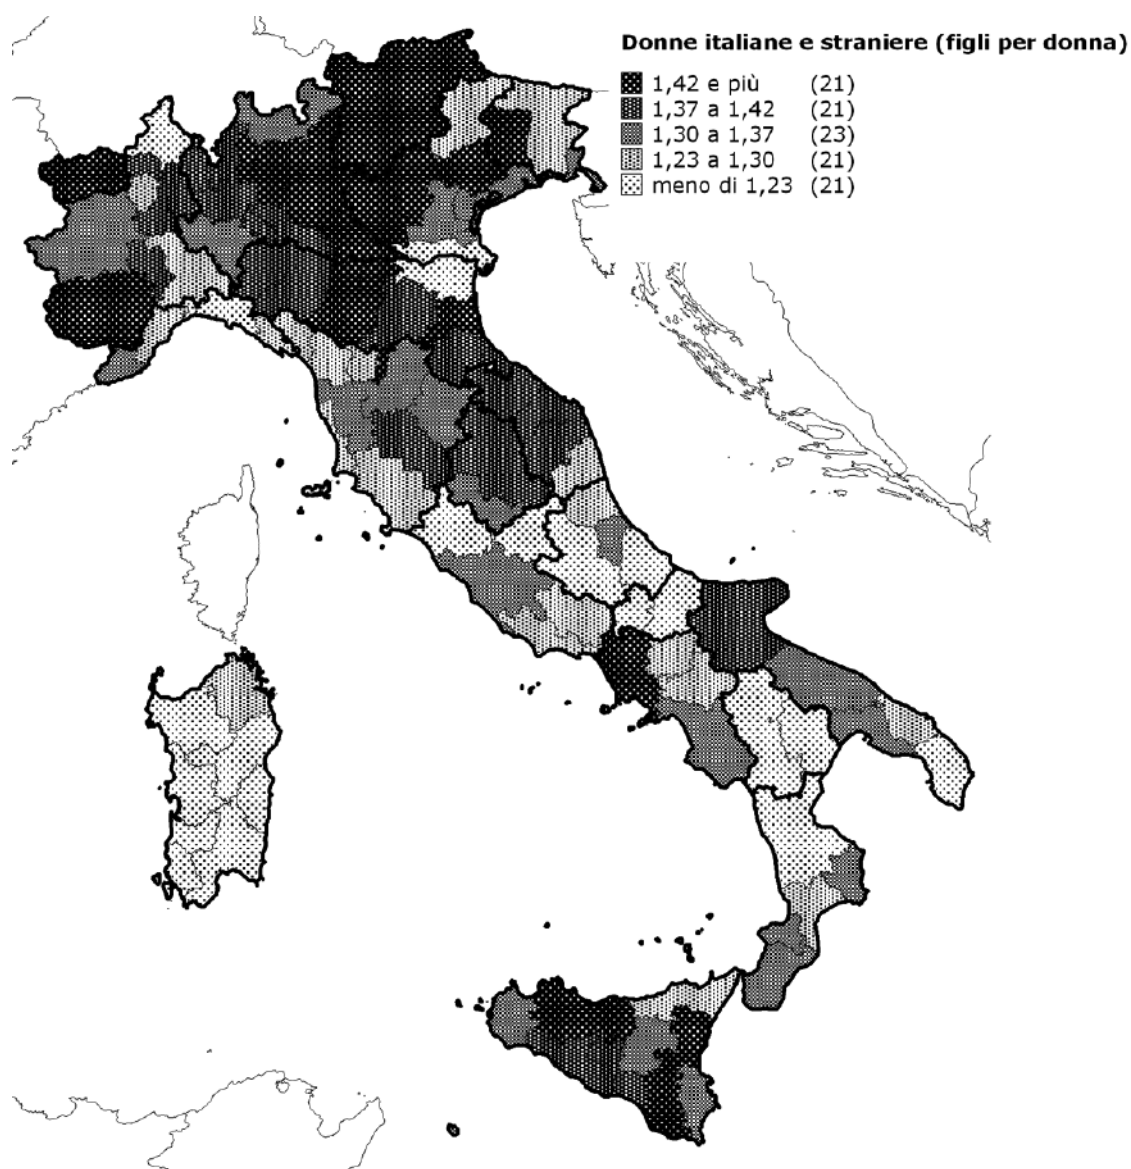 Donne italiane e straniere (figli per donna)
1,42 e più (21)
1,37 a 1,42 (21)
1,30 a 1,37 (23)
1,23 a 1,30 (21)
meno di 1,23 (21)